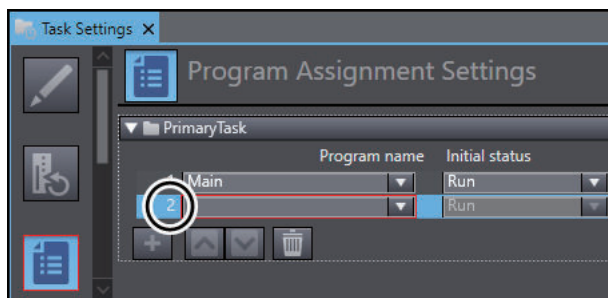 Task Settings
Program Assignment Settings
PrimaryTask
Program name Initial status
1 Main Run
2 Run